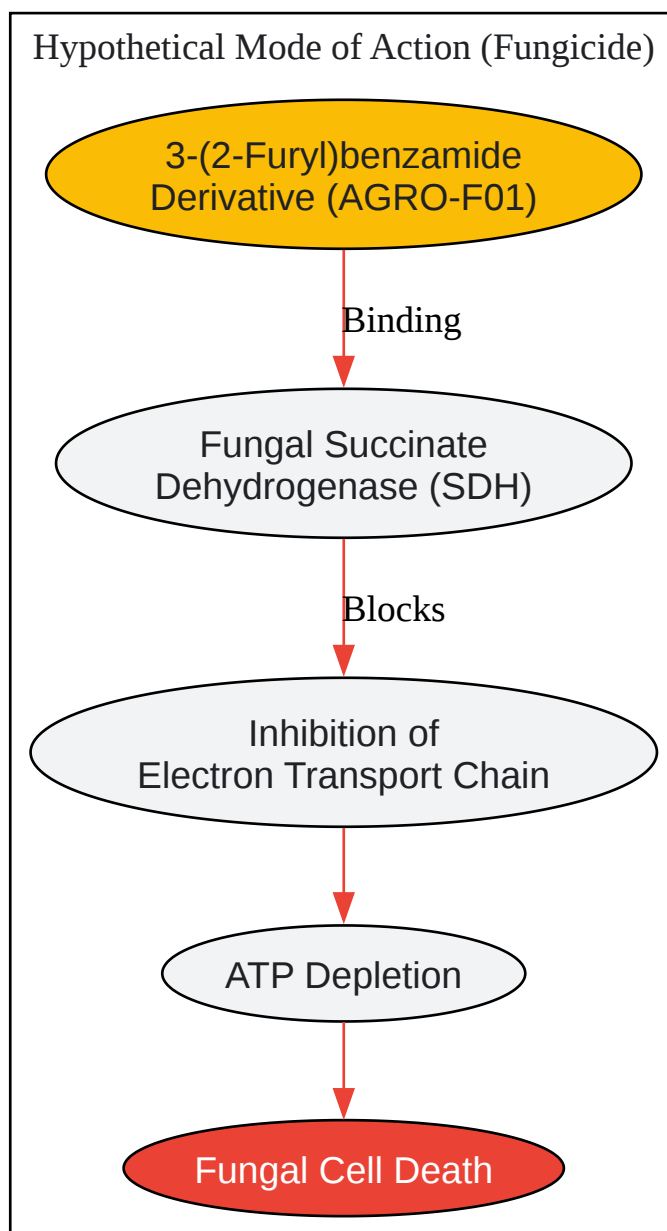 Hypothetical Mode of Action (Fungicide)
3-(2-Furyl)benzamide
Derivative (AGRO-F01)
Binding
Fungal Succinate
Dehydrogenase (SDH)
Blocks
Inhibition of
Electron Transport Chain
ATP Depletion
Fungal Cell Death